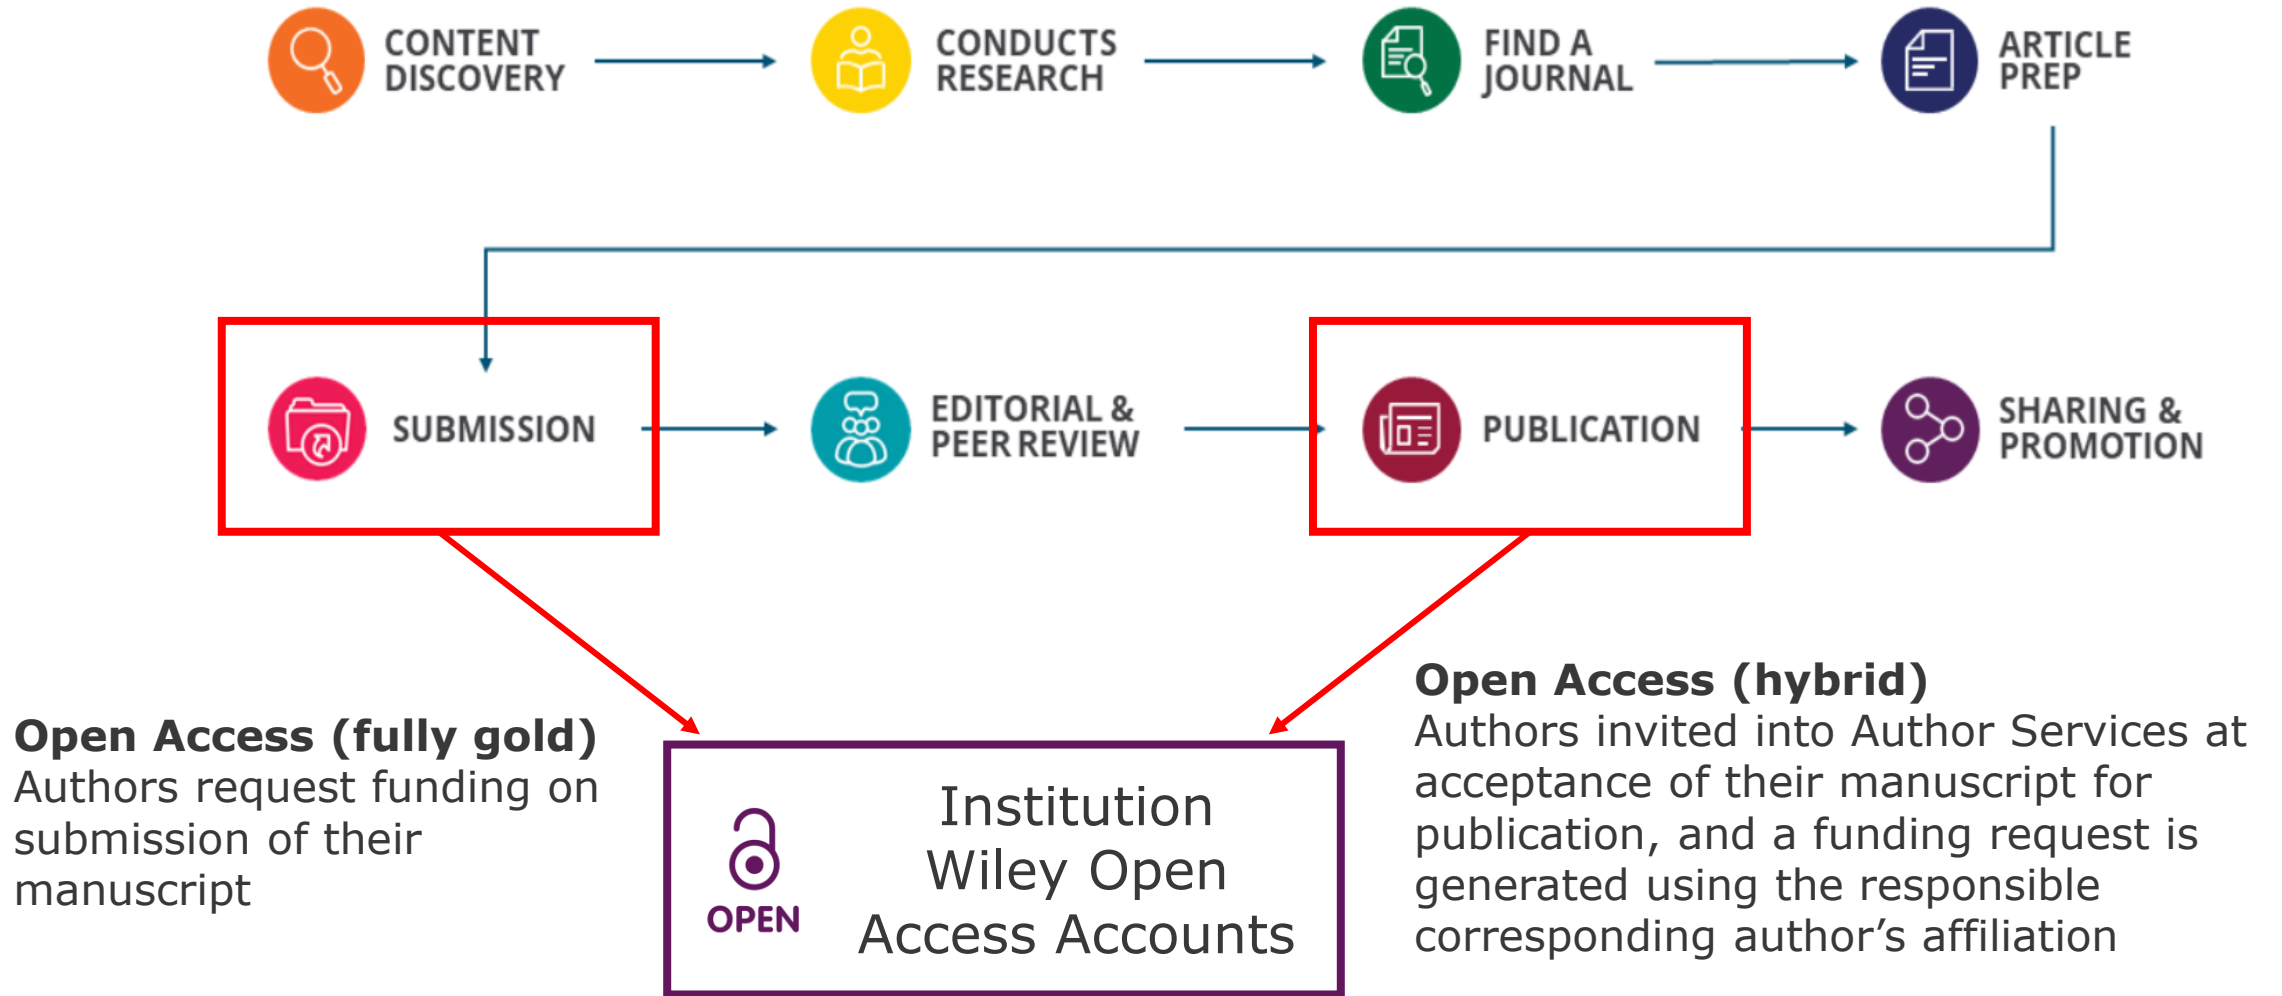 CONTENT
DISCOVERY
CONDUCTS
RESEARCH
FIND A
JOURNAL
ARTICLE
PREP
SUBMISSION
EDITORIAL &
PEER REVIEW
PUBLICATION
SHARING &
PROMOTION
Open Access (fully gold)
Authors request funding on
submission of their
manuscript
OPEN
Institution
Wiley Open
Access Accounts
Open Access (hybrid)
Authors invited into Author Services at
acceptance of their manuscript for
publication, and a funding request is
generated using the responsible
corresponding author’s affiliation